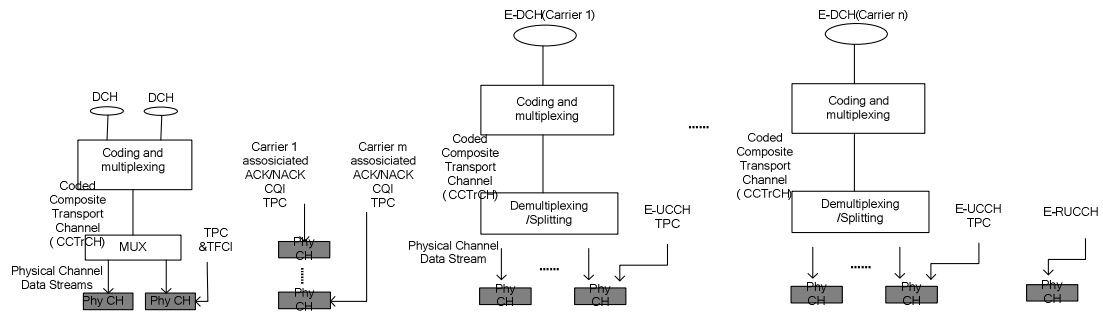 DCH
DCH
Coding and
multiplexing
Coded
Composite
Transport
Channel
( CCTrCH)
MUX
TPC
&TFCI
Physical Channel
Data Streams
Phy CH
Phy CH
Carrier 1
assosiciated
ACK/NACK
CQI
TPC
Carrier m
assosiciated
ACK/NACK
CQI
TPC
Phy
CH
......
Phy
CH
E-DCH(Carrier 1)
Coding and
multiplexing
Coded
Composite
Transport
Channel
( CCTrCH)
Demultiplexing
/Splitting
E-UCCH
TPC
Physical Channel
Data Stream
......
Phy
CH
Phy
CH
......
E-DCH(Carrier n)
Coding and
multiplexing
Coded
Composite
Transport
Channel
( CCTrCH)
Demultiplexing
/Splitting
E-UCCH
TPC
......
Phy
CH
Phy
CH
E-RUCCH
Phy
CH